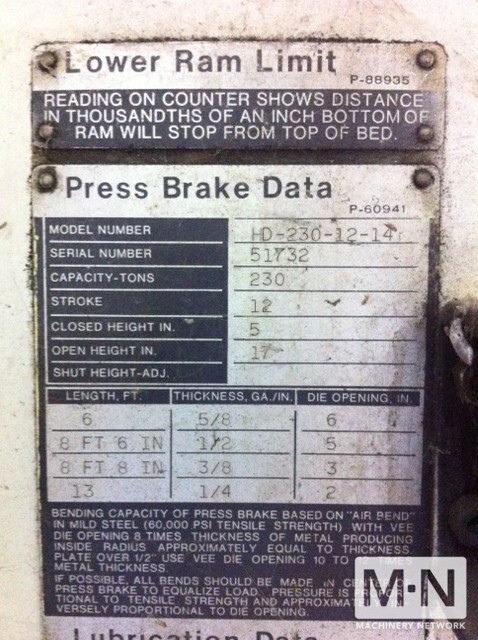 Lower Ram Limit
P-88935
READING ON COUNTER SHOWS DISTANCE
IN THOUSANDTHS OF AN INCH BOTTOM OF
RAM WILL STOP FROM TOP OF BED.
Press Brake Data
P-60941
MODEL NUMBER HD-230-12-14
SERIAL NUMBER 51732
CAPACITY-TONS 230
STROKE 12
CLOSED HEIGHT IN. 5
OPEN HEIGHT IN. 17
SHUT HEIGHT-ADJ.
LENGTH, FT. THICKNESS, GA./IN. DIE OPENING, IN.
6 5/8 6
8 FT 6 IN 1/2 5
8 FT 8 IN 3/8 3
13 1/4 2
BENDING CAPACITY OF PRESS BRAKE BASED ON "AIR BEND"
IN MILD STEEL (60,000 PSI TENSILE STRENGTH) WITH VEE
DIE OPENING 8 TIMES THICKNESS OF METAL PRODUCING
INSIDE RADIUS APPROXIMATELY EQUAL TO THICKNESS.
PLATE OVER 1/2" USE VEE DIE OPENING 10 TIMES
METAL THICKNESS.
IF POSSIBLE, ALL BENDS SHOULD BE MADE IN CENTER OF
PRESS BRAKE TO EQUALIZE LOAD. PRESSURE IS PROPOR
TIONAL TO TENSILE STRENGTH AND APPROXIMATELY IN
VERSELY PROPORTIONAL TO DIE OPENING.
Lubrication Data
M·N
MACHINERY NETWORK